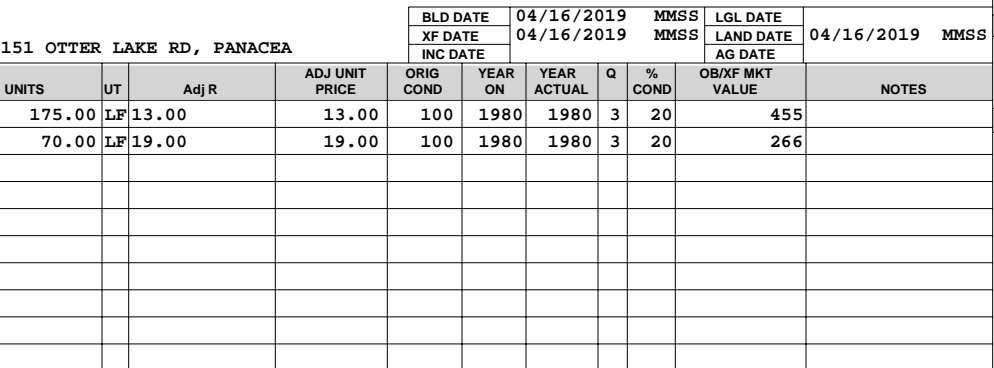 BLD DATE 04/16/2019 MMSS LGL DATE
XF DATE 04/16/2019 MMSS LAND DATE 04/16/2019 MMSS
151 OTTER LAKE RD, PANACEA
INC DATE AG DATE
UNITS UT Adj R ADJ UNIT PRICE ORIG COND YEAR ON YEAR ACTUAL Q % COND OB/XF MKT VALUE NOTES
175.00 LF 13.00 13.00 100 1980 1980 3 20 455
70.00 LF 19.00 19.00 100 1980 1980 3 20 266